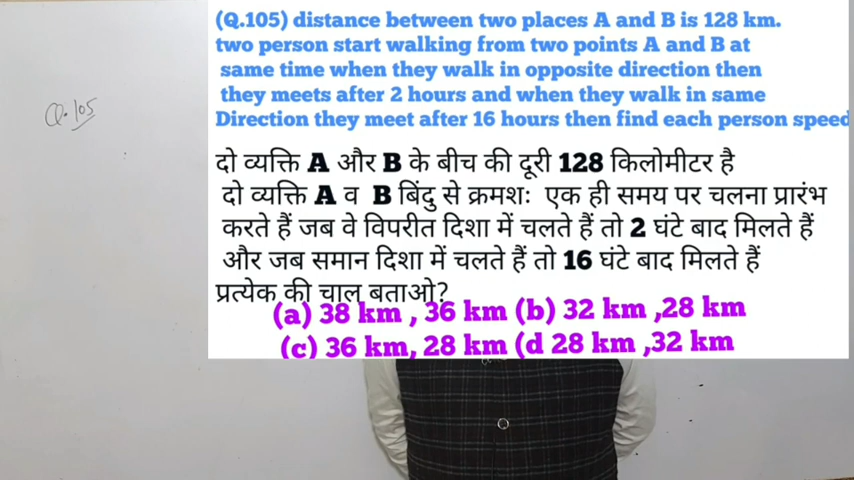 (Q.105) distance between two places A and B is 128 km.
two person start walking from two points A and B at
same time when they walk in opposite direction then
they meets after 2 hours and when they walk in same
Direction they meet after 16 hours then find each person speed
Q.105
दो व्यक्ति A और B के बीच की दूरी 128 किलोमीटर है
दो व्यक्ति A व B बिंदु से क्रमशः एक ही समय पर चलना प्रारंभ
करते हैं जब वे विपरीत दिशा में चलते हैं तो 2 घंटे बाद मिलते हैं
और जब समान दिशा में चलते हैं तो 16 घंटे बाद मिलते हैं
प्रत्येक की चाल बताओ?
(a) 38 km , 36 km (b) 32 km ,28 km
(c) 36 km, 28 km (d 28 km ,32 km